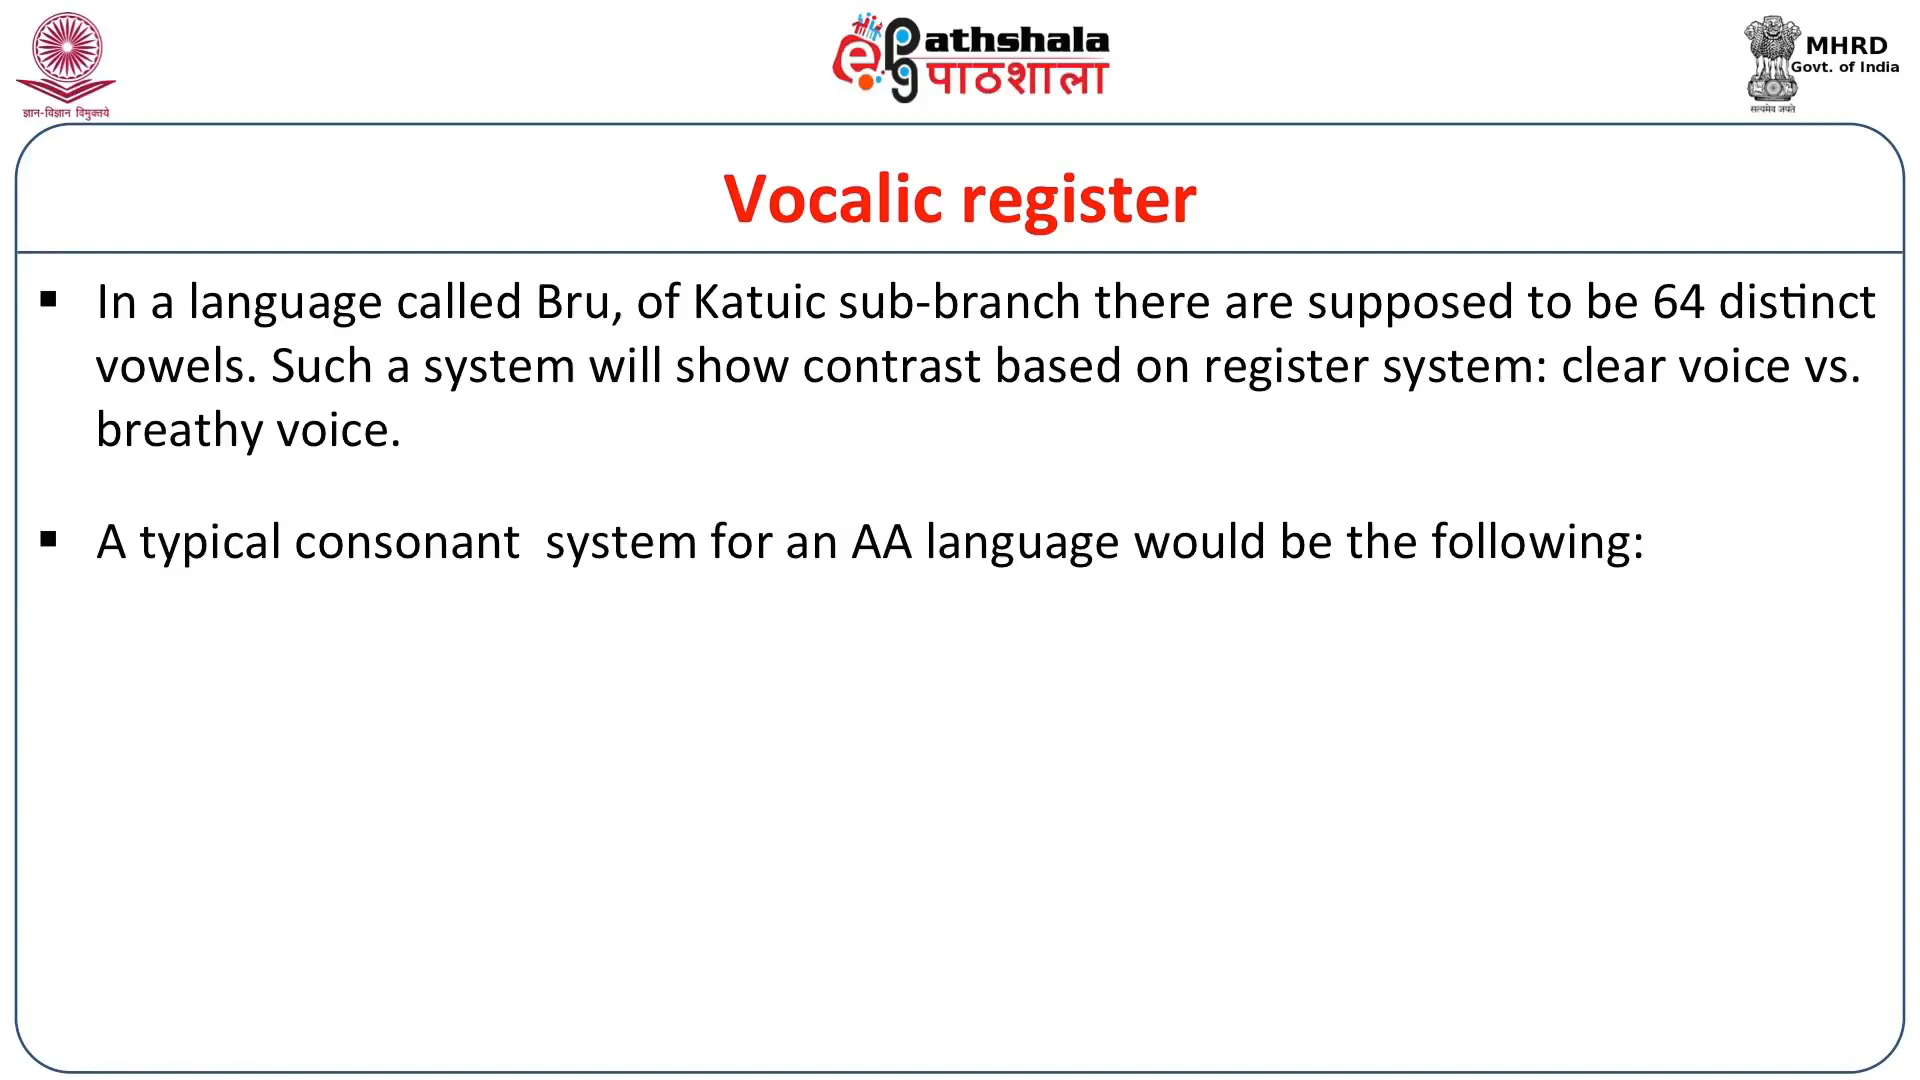 ज्ञान-विज्ञान विमुक्तये
ePG Pathshala
पाठशाला
MHRD
Govt. of India
सत्यमेव जयते
Vocalic register
▪ In a language called Bru, of Katuic sub-branch there are supposed to be 64 distinct
vowels. Such a system will show contrast based on register system: clear voice vs.
breathy voice.
▪ A typical consonant  system for an AA language would be the following: